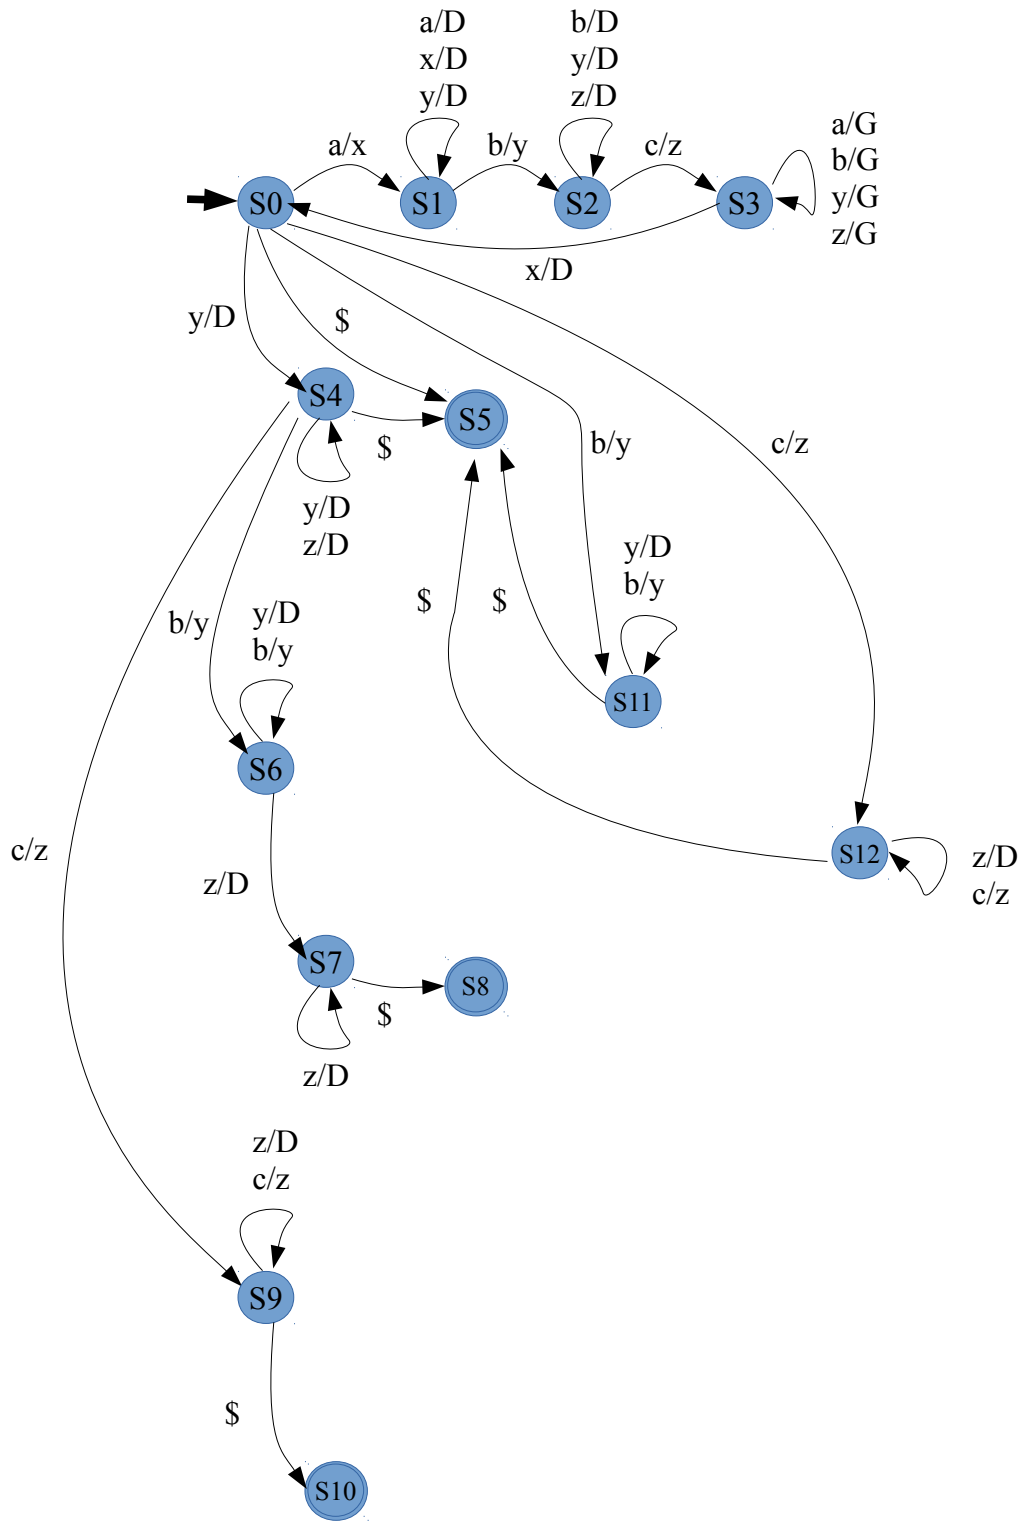 a/D
x/D
y/D
b/D
y/D
z/D
a/G
b/G
y/G
z/G
a/x
b/y
c/z
S0
S1
S2
S3
x/D
y/D
$
S4
S5
$
b/y
c/z
y/D
z/D
y/D
b/y
$
$
b/y
y/D
b/y
S11
S6
c/z
S12
z/D
c/z
z/D
S7
S8
$
z/D
z/D
c/z
S9
$
S10